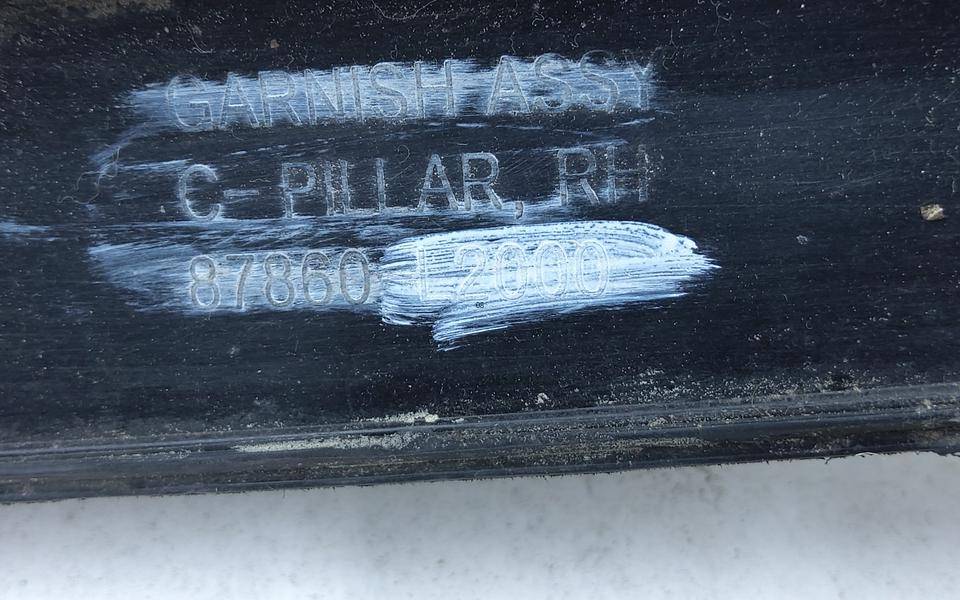 GARNISH ASSY
C-PILLAR, RH
87860 L2000